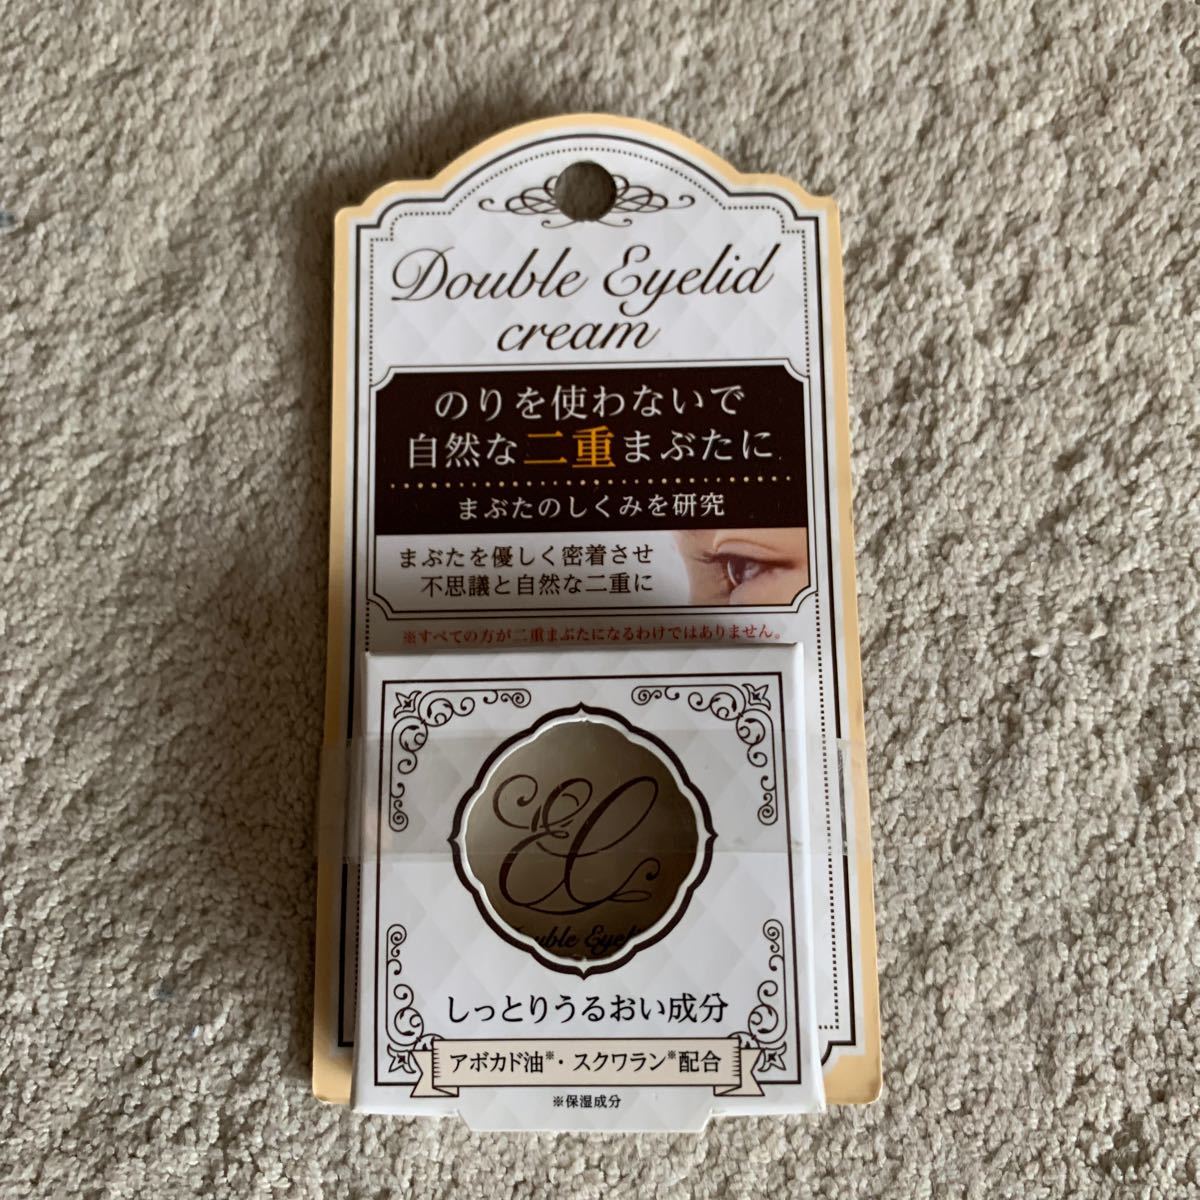 Double Eyelid
cream
のりを使わないで
自然な二重まぶたに
まぶたのしくみを研究
まぶたを優しく密着させ
不思議と自然な二重に
※すべての方が二重まぶたになるわけではありません。
EC
しっとりうるおい成分
アボカド油※・スクワラン※配合
※保湿成分